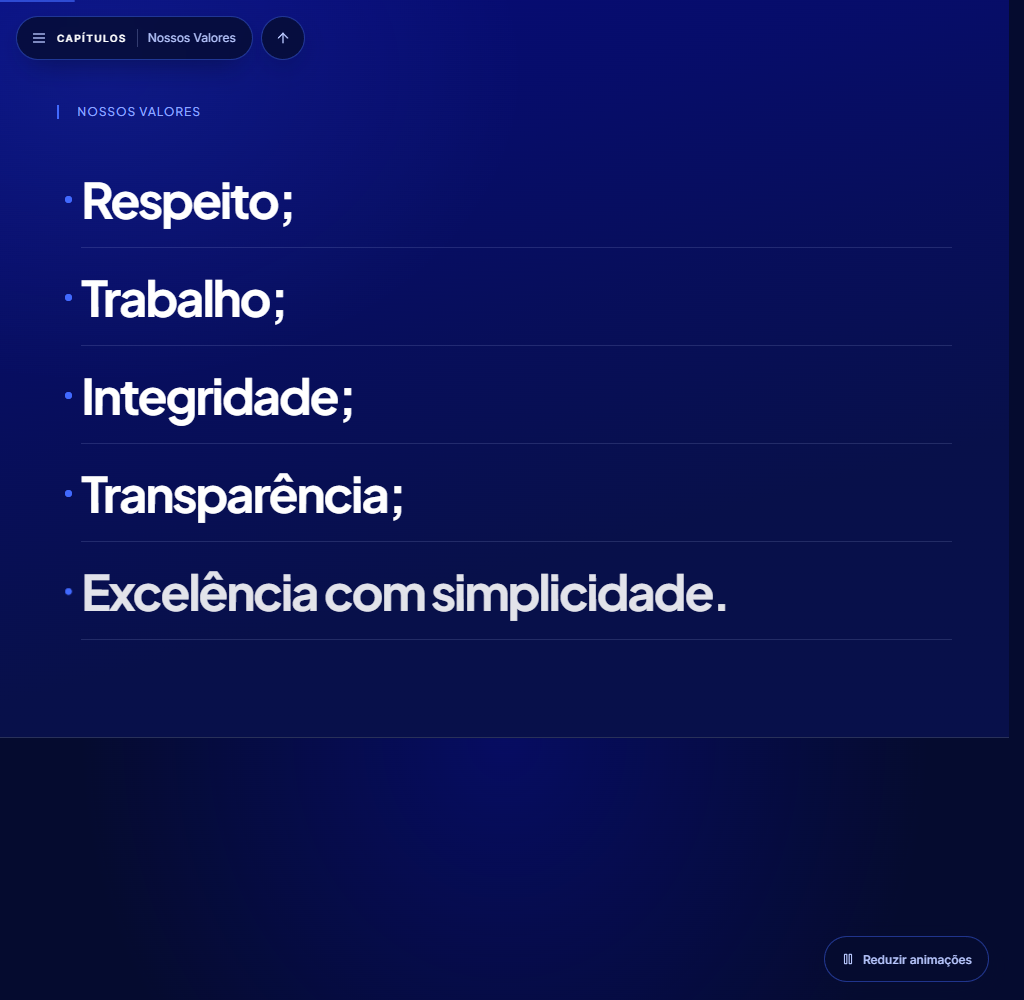 CAPÍTULOS
Nossos Valores
NOSSOS VALORES
Respeito;
Trabalho;
Integridade;
Transparência;
Excelência com simplicidade.
Reduzir animações